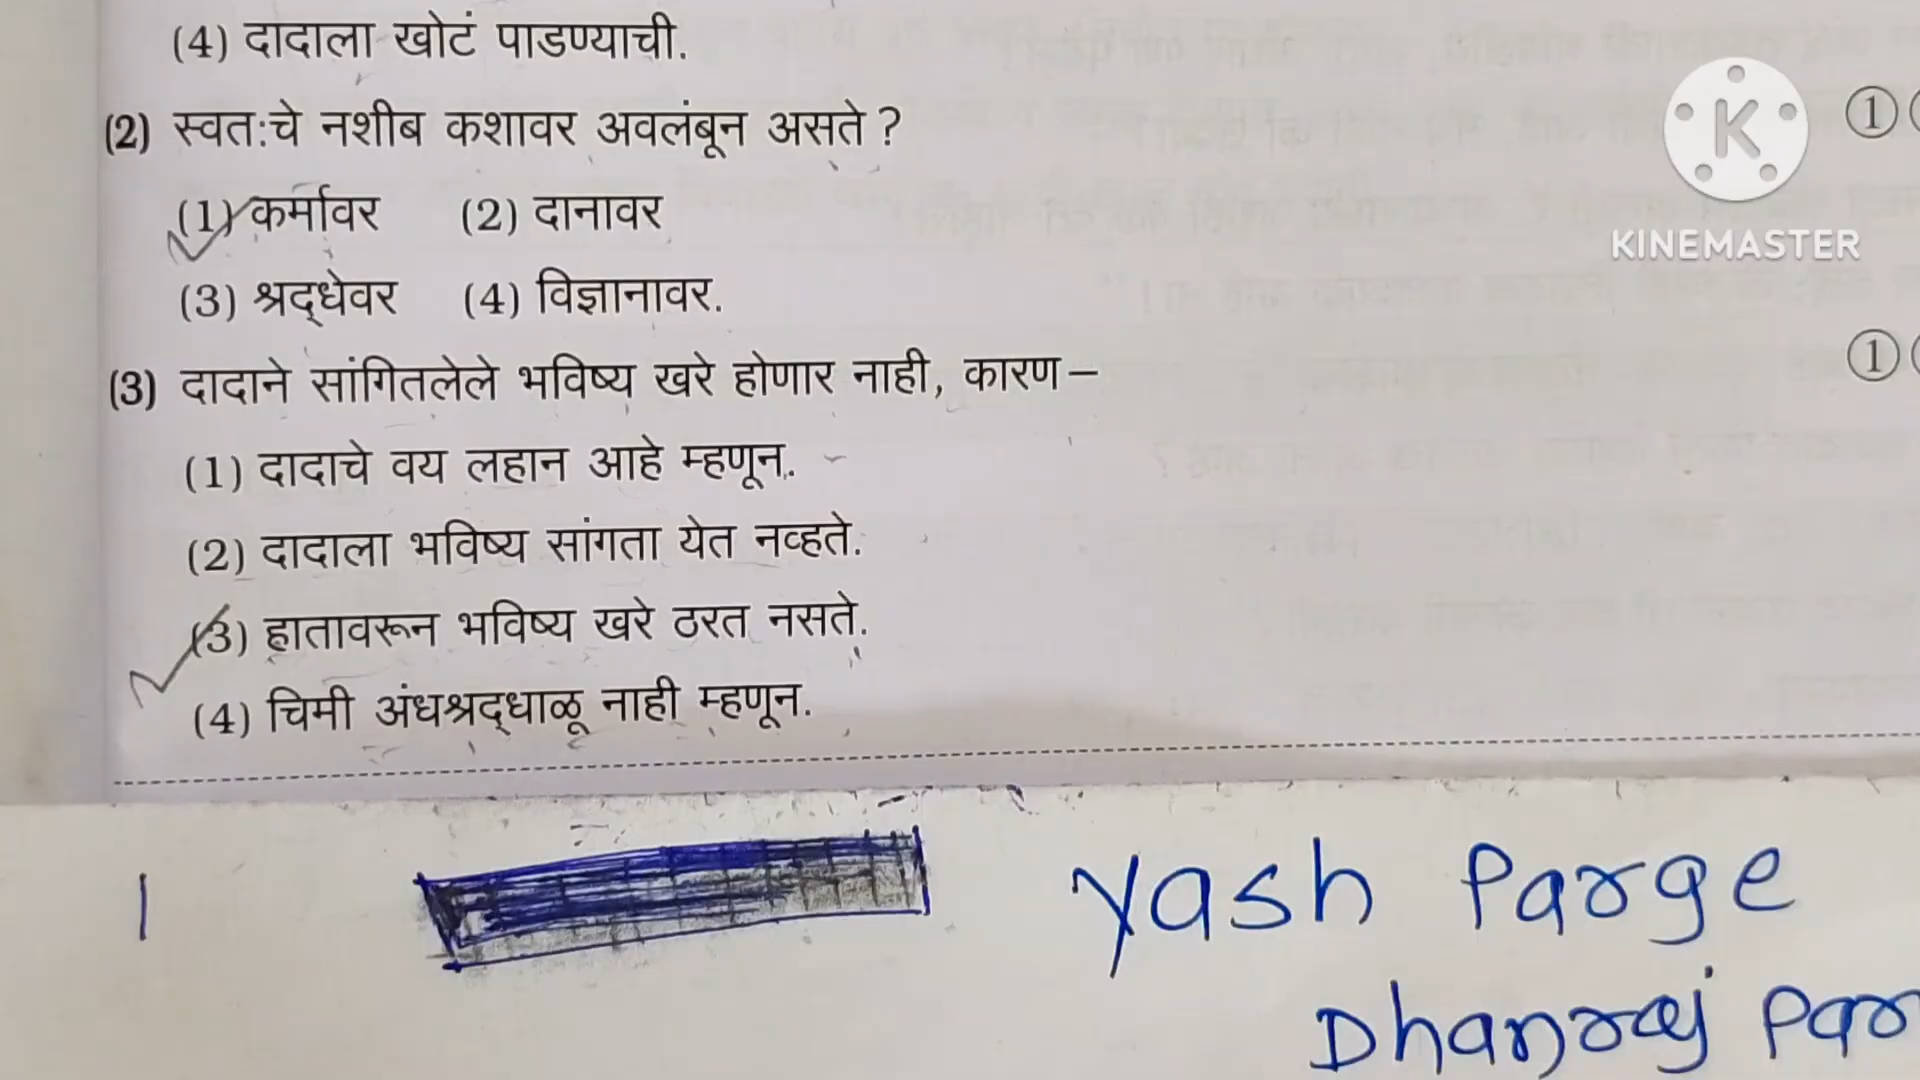 (4) दादाला खोटं पाडण्याची.
(2) स्वत:चे नशीब कशावर अवलंबून असते ? ①
(1) कर्मावर (2) दानावर
(3) श्रद्धेवर (4) विज्ञानावर.
(3) दादाने सांगितलेले भविष्य खरे होणार नाही, कारण– ①
(1) दादाचे वय लहान आहे म्हणून.
(2) दादाला भविष्य सांगता येत नव्हते.
(3) हातावरून भविष्य खरे ठरत नसते.
(4) चिमी अंधश्रद्धाळू नाही म्हणून.
K
KINEMASTER
1 Yash Parge
Dhanraj Par